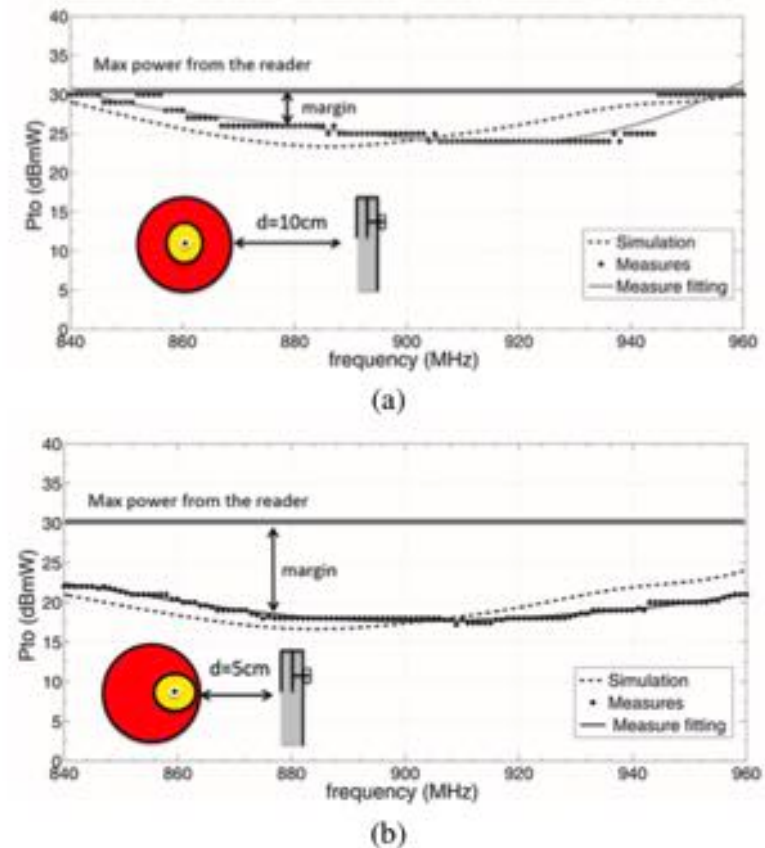 40
35
Max power from the reader
30
margin
25
20
Pto (dBmW)
15
d=10cm
10
5
0
Simulation
Measures
Measure fitting
840 860 880 900 920 940 960
frequency (MHz)
(a)
40
35
Max power from the reader
30
25
margin
20
Pto (dBmW)
15
d=5cm
10
5
0
Simulation
Measures
Measure fitting
840 860 880 900 920 940 960
frequency (MHz)
(b)